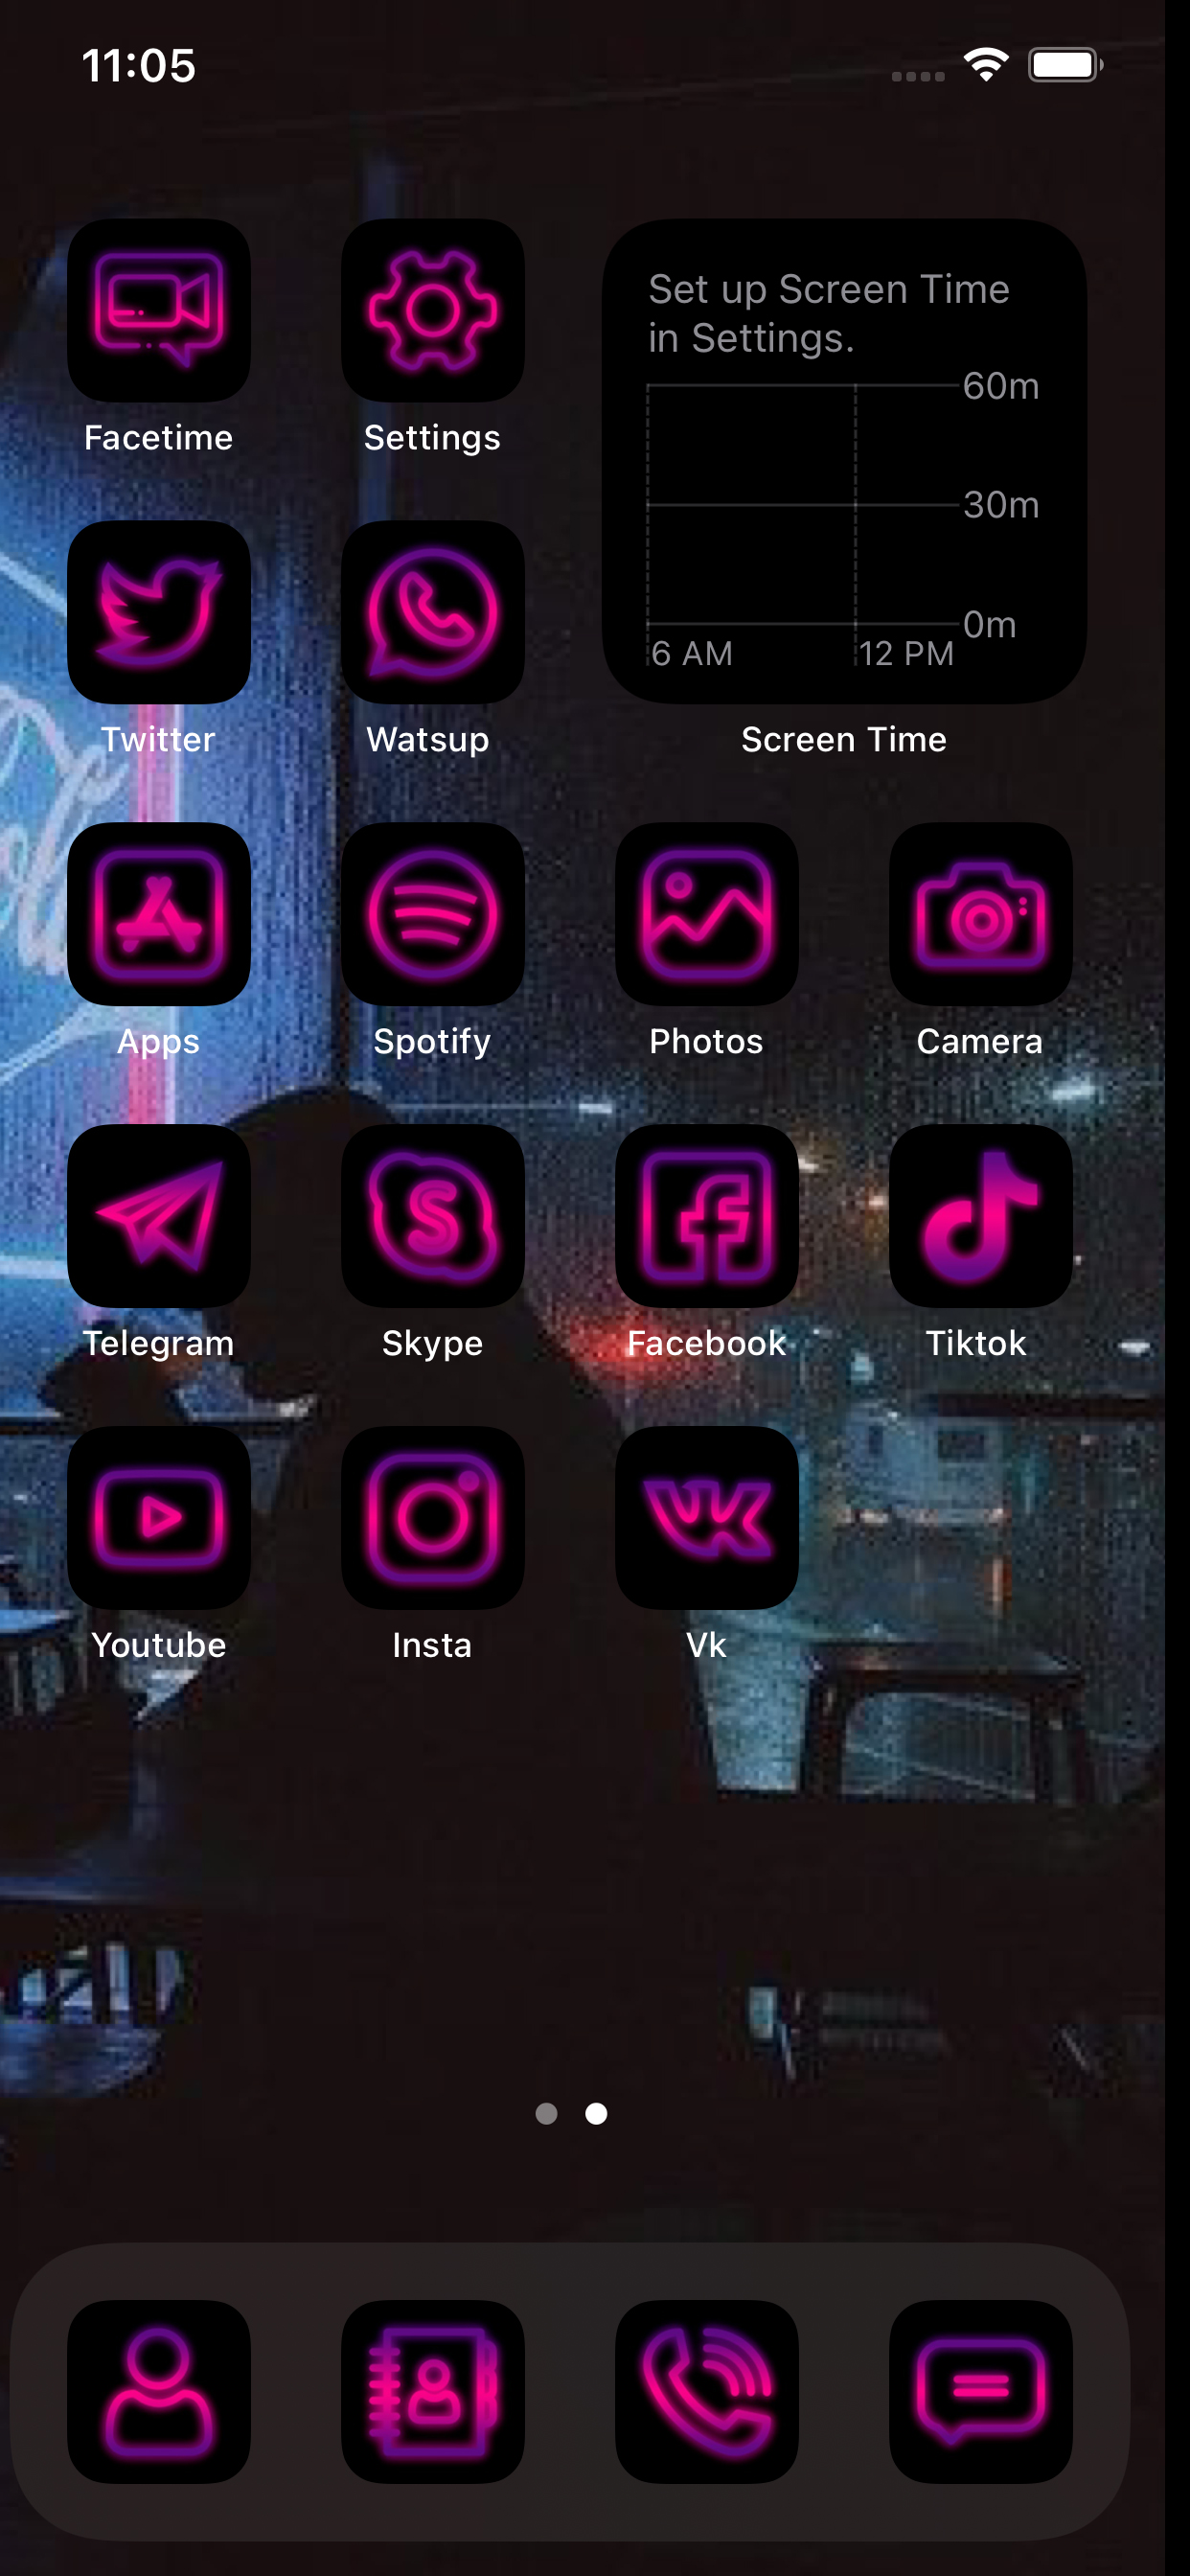 11:05
Set up Screen Time
in Settings.
60m
30m
0m
6 AM 12 PM
Facetime Settings
Twitter Watsup Screen Time
Apps Spotify Photos Camera
Telegram Skype Facebook Tiktok
Youtube Insta Vk